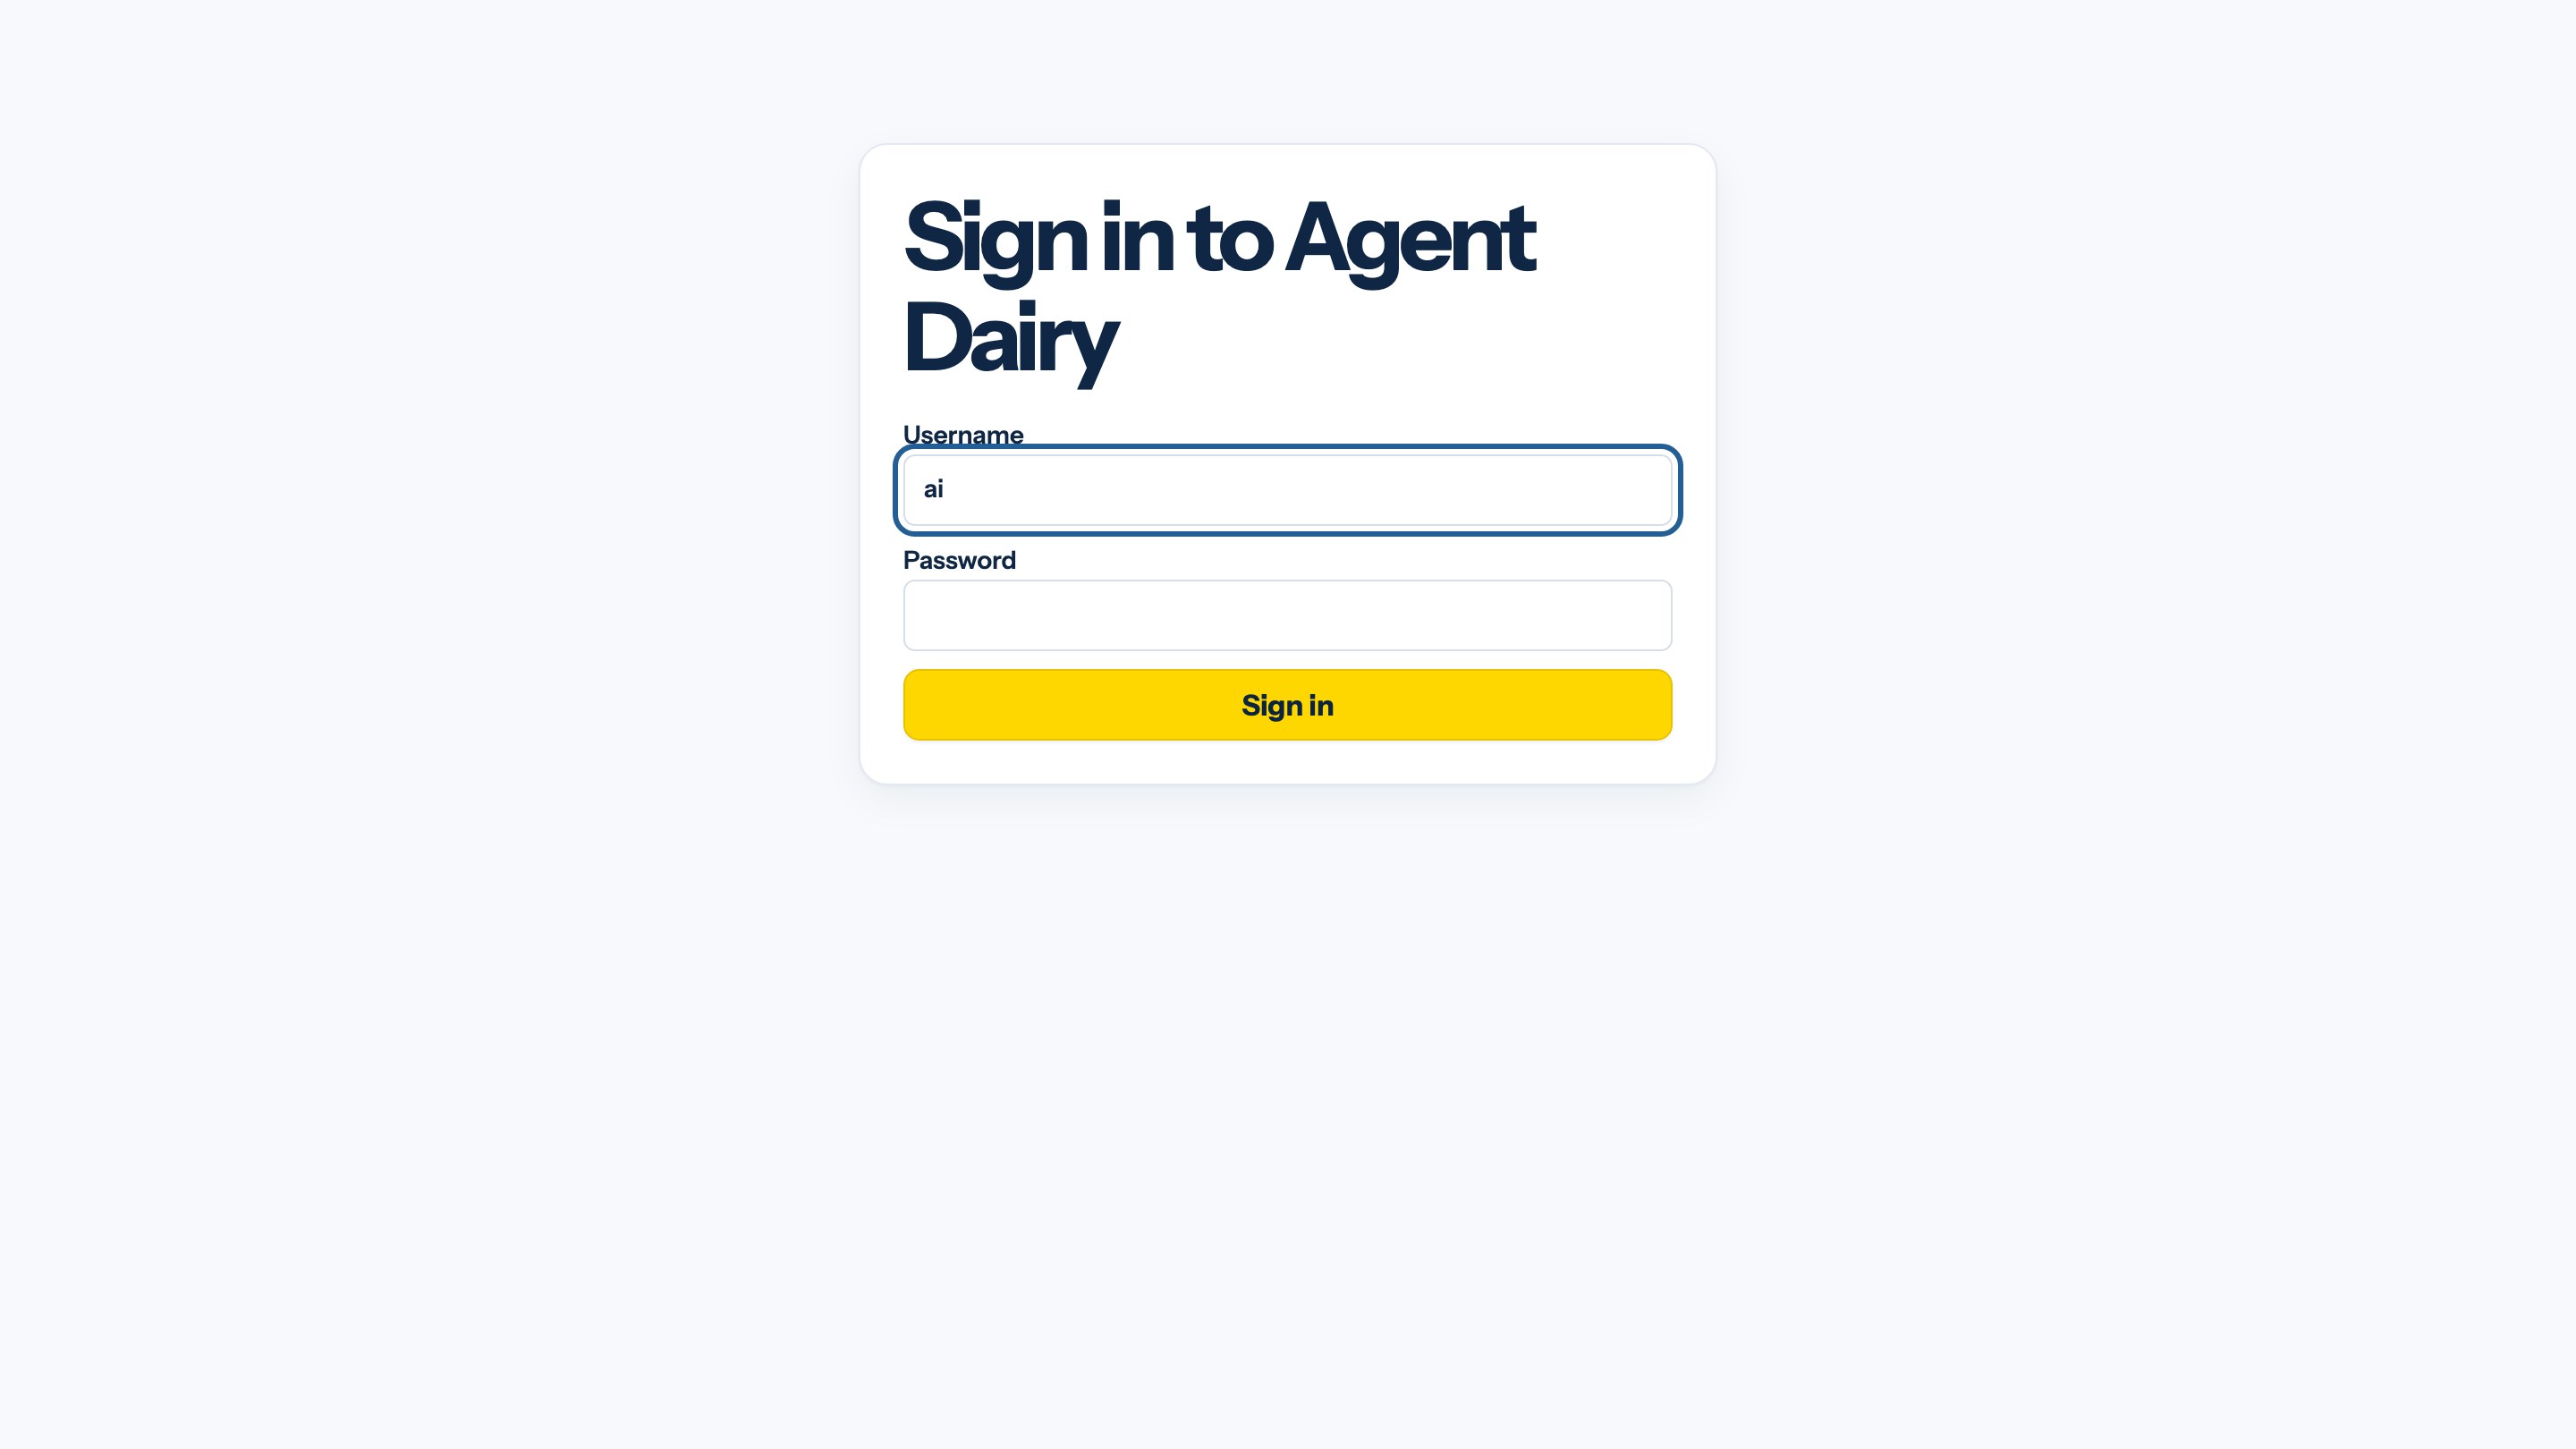 Sign in to Agent
Dairy
Username
ai
Password
Sign in